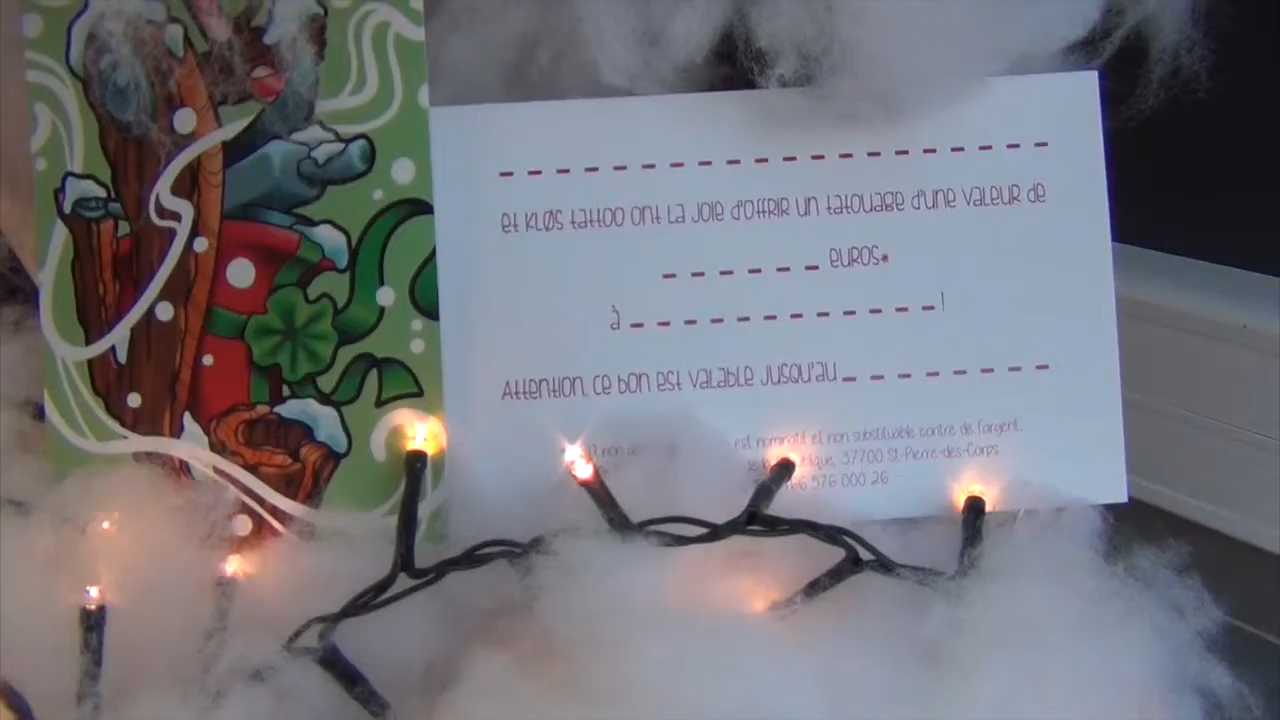 et KLØS tattoo ont la joie d'offrir un tatouage d'une valeur de
euros*
à !
Attention, ce bon est valable jusqu'au
non est nominatif et non substituable contre de l'argent.
37700 St-Pierre-des-Corps
576 000 26